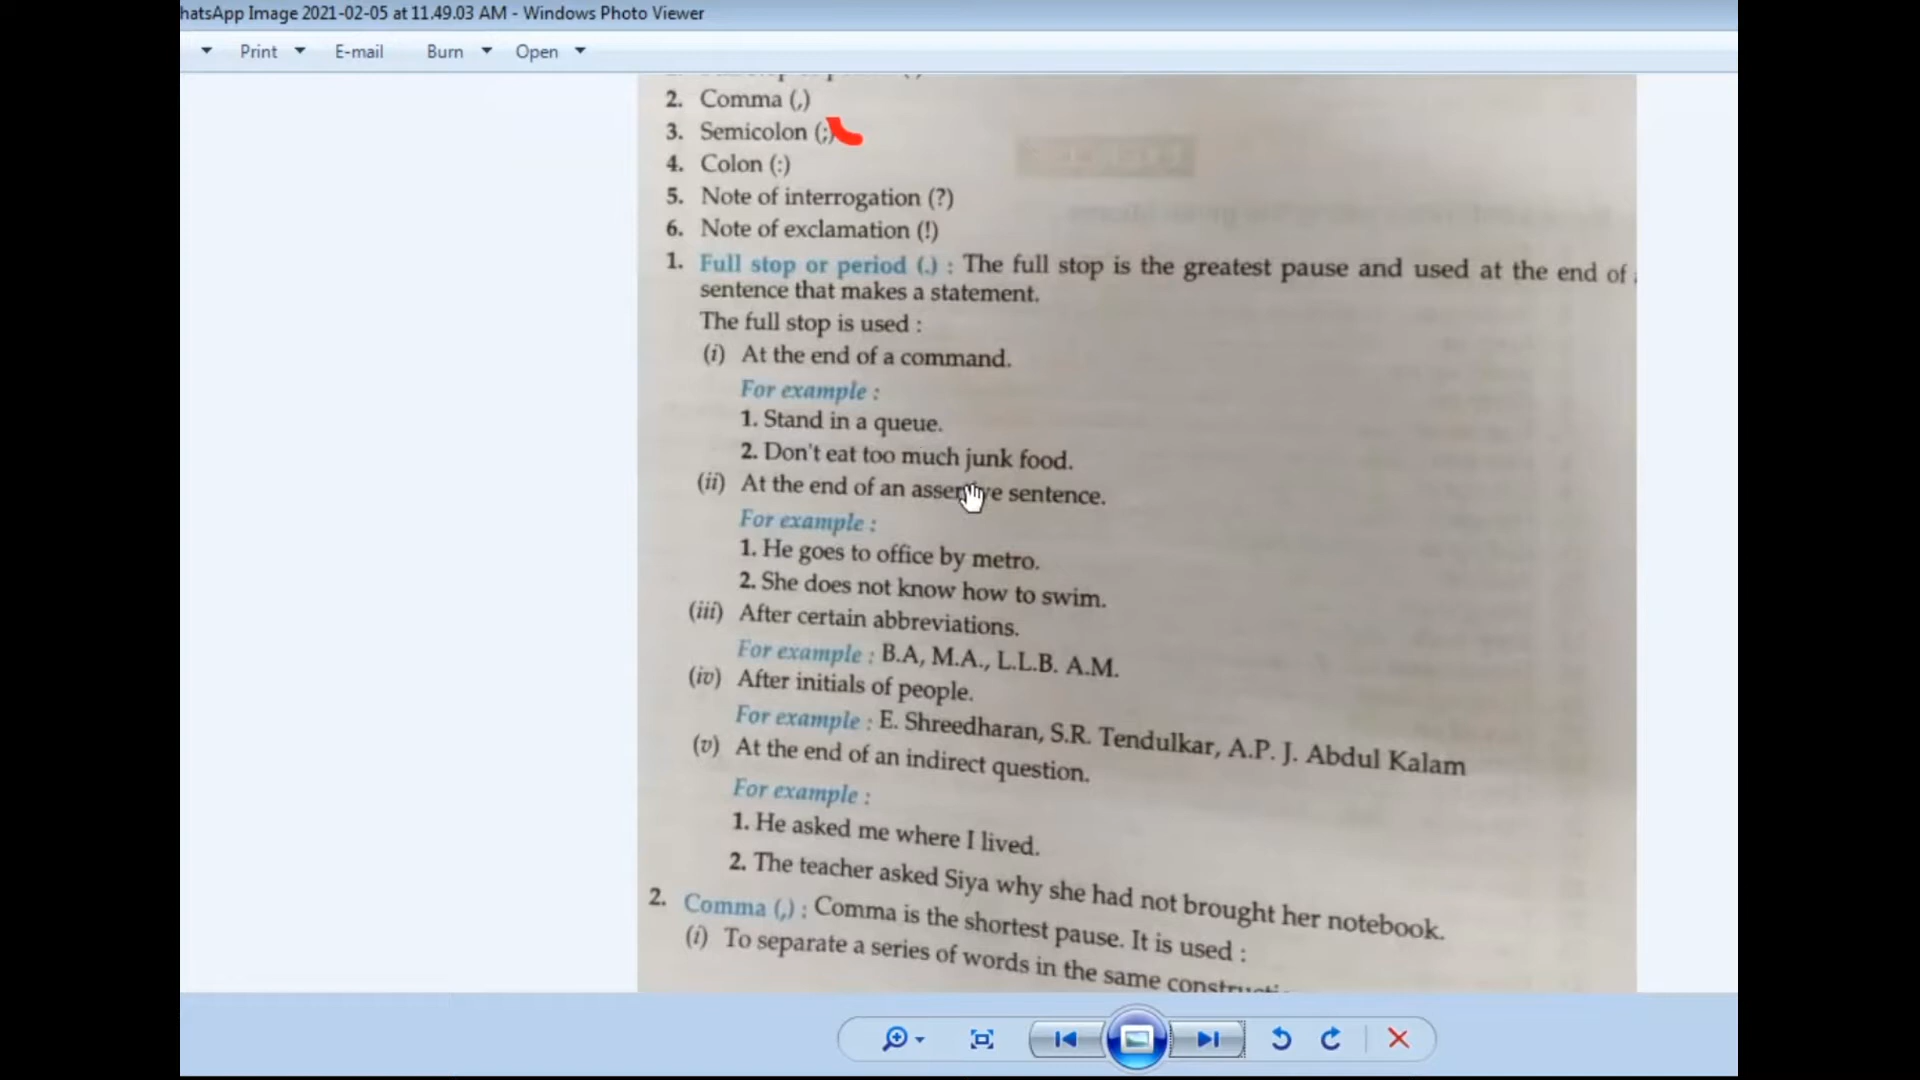 hatsApp Image 2021-02-05 at 11.49.03 AM - Windows Photo Viewer
Print E-mail Burn Open
2. Comma (,)
3. Semicolon (;)
4. Colon (:)
5. Note of interrogation (?)
6. Note of exclamation (!)
1. Full stop or period (.) : The full stop is the greatest pause and used at the end of
sentence that makes a statement.
The full stop is used :
(i) At the end of a command.
For example :
1. Stand in a queue.
2. Don't eat too much junk food.
(ii) At the end of an assertive sentence.
For example :
1. He goes to office by metro.
2. She does not know how to swim.
(iii) After certain abbreviations.
For example : B.A, M.A., L.L.B. A.M.
(iv) After initials of people.
For example : E. Shreedharan, S.R. Tendulkar, A.P. J. Abdul Kalam
(v) At the end of an indirect question.
For example :
1. He asked me where I lived.
2. The teacher asked Siya why she had not brought her notebook.
2. Comma (,) : Comma is the shortest pause. It is used :
(i) To separate a series of words in the same